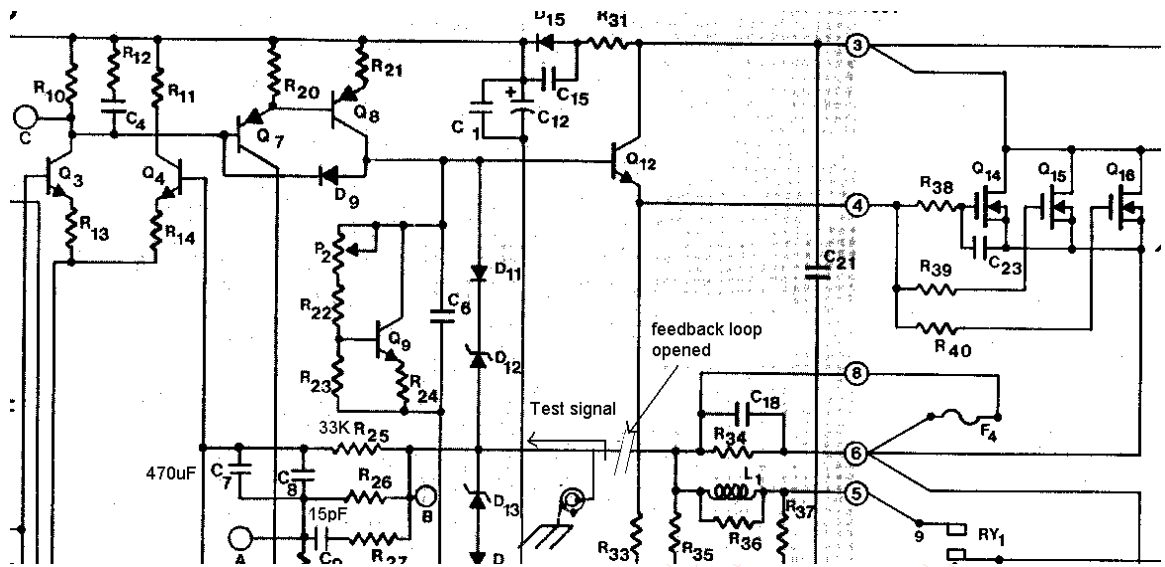 D15
R31
3
R12
R10
R11
R20
R21
C4
C
Q7
Q8
C15
C1
+
C12
Q3
Q4
D9
Q12
R13
R14
P2
R22
Q9
R23
R24
C6
D11
D12
C21
4
R38
Q14
Q15
Q16
C23
R39
R40
feedback loop
opened
8
Test signal
C18
F4
33K R25
R34
6
470uF
C7
C8
R26
B
L1
5
15pF
D13
R37
A
C9
R27
D
R33
R35
R36
9
RY1